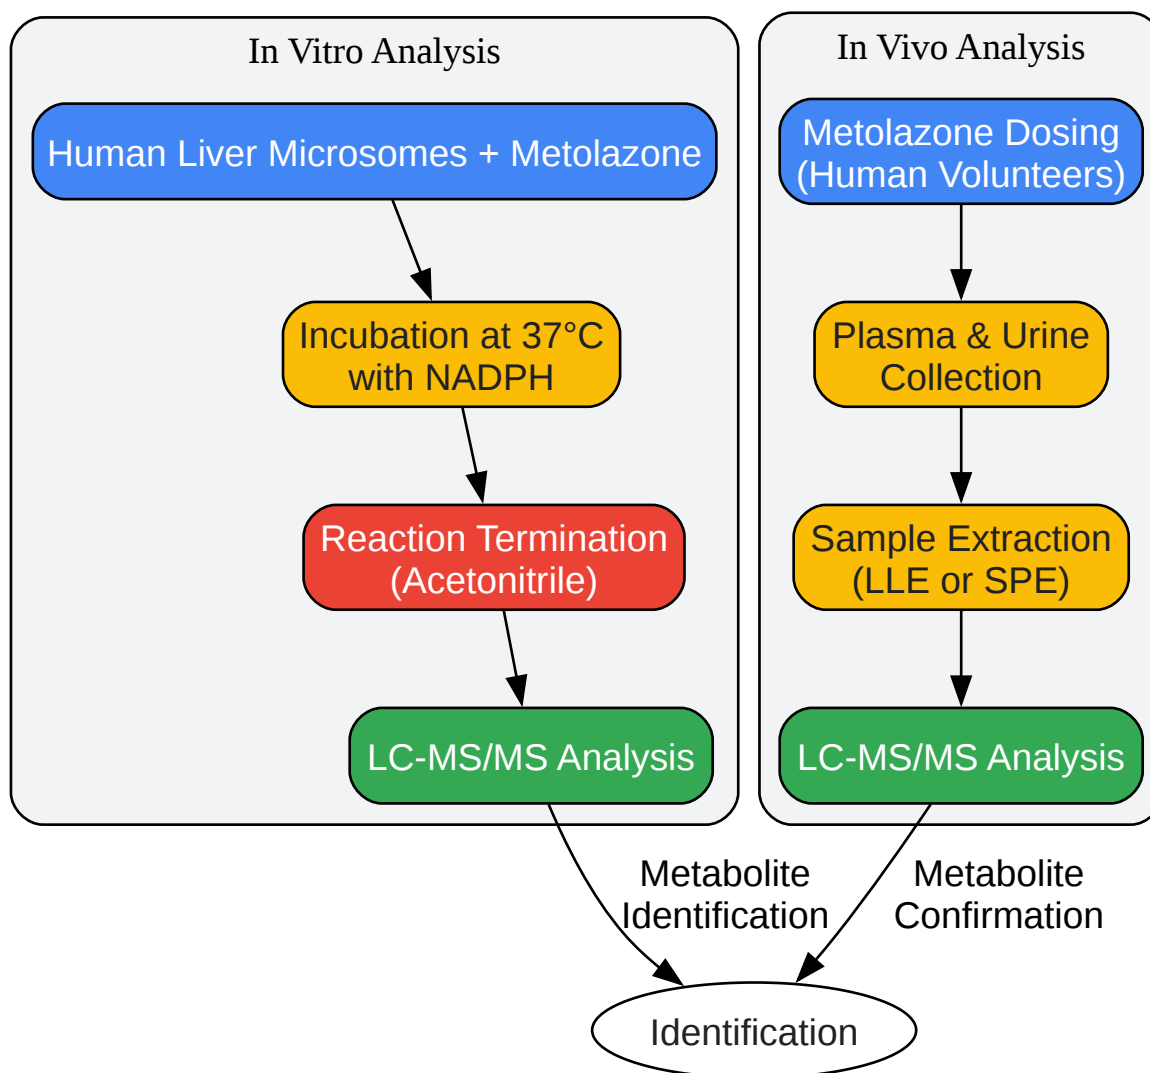 In Vitro Analysis
Human Liver Microsomes + Metolazone
Incubation at 37°C
with NADPH
Reaction Termination
(Acetonitrile)
LC-MS/MS Analysis
Metabolite
Identification
In Vivo Analysis
Metolazone Dosing
(Human Volunteers)
Plasma & Urine
Collection
Sample Extraction
(LLE or SPE)
LC-MS/MS Analysis
Metabolite
Confirmation
Identification